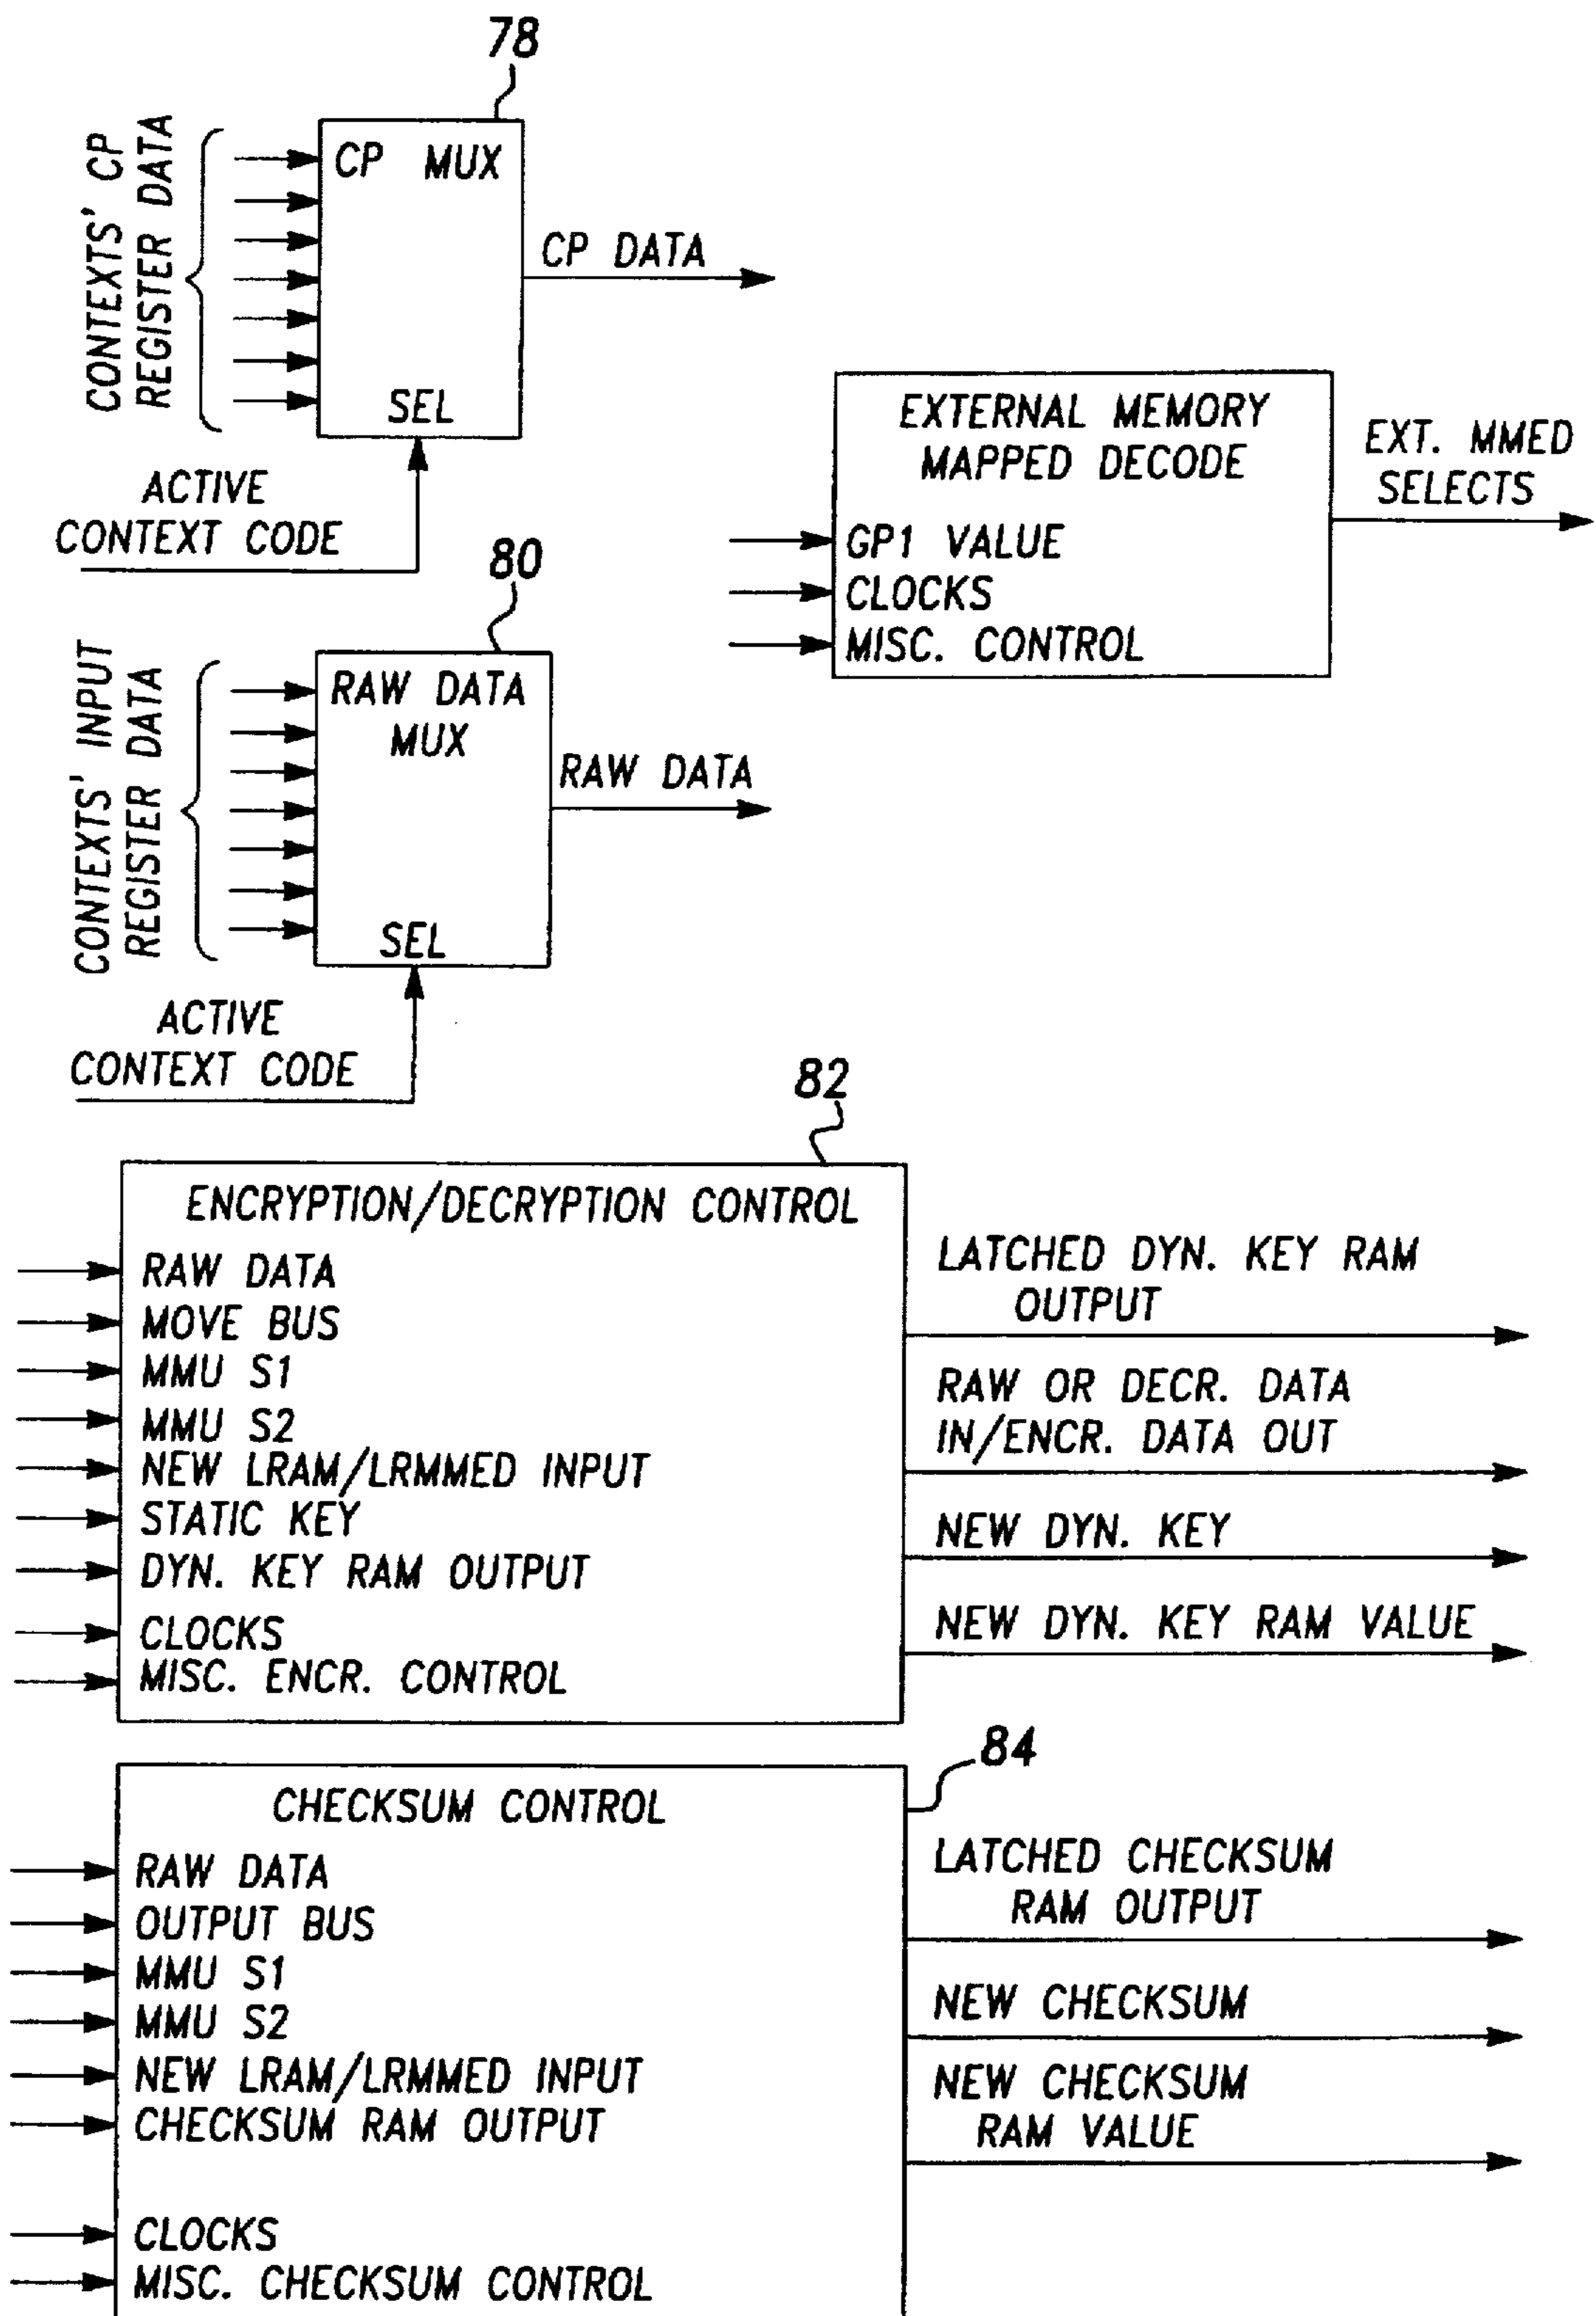 78
CONTEXTS' CP
REGISTER DATA
CP MUX
CP DATA
SEL
ACTIVE
CONTEXT CODE
EXTERNAL MEMORY
MAPPED DECODE
GP1 VALUE
CLOCKS
MISC. CONTROL
EXT. MMED
SELECTS
80
CONTEXTS' INPUT
REGISTER DATA
RAW DATA
MUX
RAW DATA
SEL
ACTIVE
CONTEXT CODE
82
ENCRYPTION/DECRYPTION CONTROL
RAW DATA
MOVE BUS
MMU S1
MMU S2
NEW LRAM/LRMMED INPUT
STATIC KEY
DYN. KEY RAM OUTPUT
CLOCKS
MISC. ENCR. CONTROL
LATCHED DYN. KEY RAM
OUTPUT
RAW OR DECR. DATA
IN/ENCR. DATA OUT
NEW DYN. KEY
NEW DYN. KEY RAM VALUE
84
CHECKSUM CONTROL
RAW DATA
OUTPUT BUS
MMU S1
MMU S2
NEW LRAM/LRMMED INPUT
CHECKSUM RAM OUTPUT
CLOCKS
MISC. CHECKSUM CONTROL
LATCHED CHECKSUM
RAM OUTPUT
NEW CHECKSUM
NEW CHECKSUM
RAM VALUE